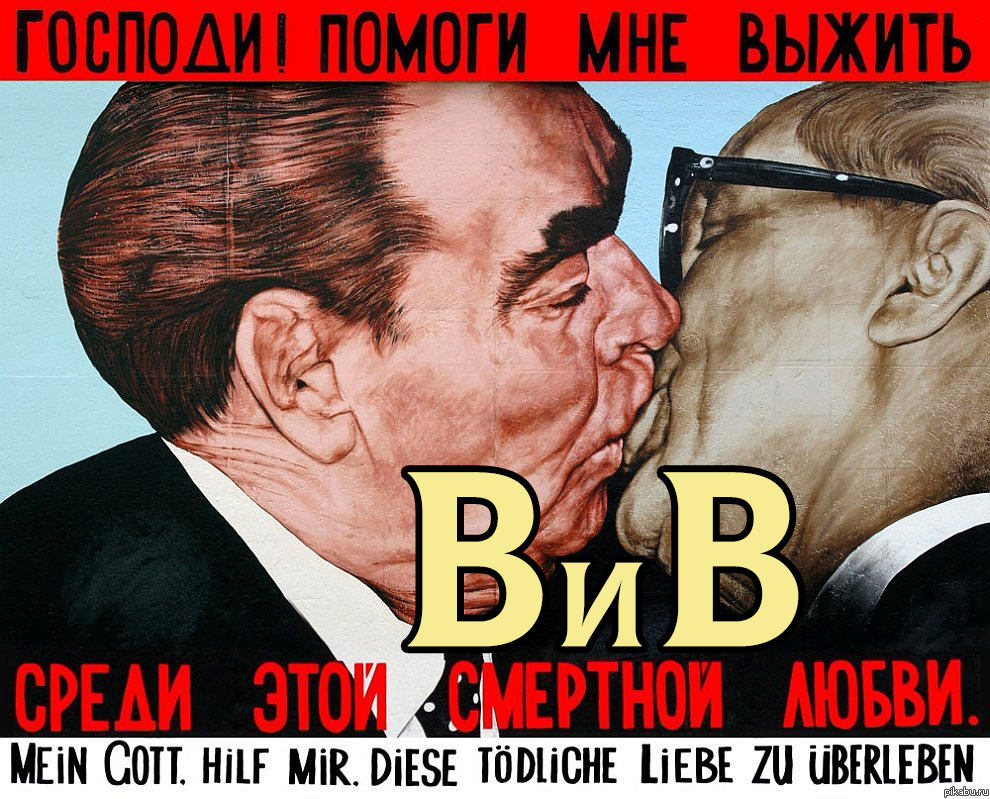 ГОСПОДИ! ПОМОГИ МНЕ ВЫЖИТЬ
ВИВ
СРЕДИ ЭТОЙ СМЕРТНОЙ ЛЮБВИ.
MEIN GOTT. HILF MIR. DIESE TÖDLICHE LIEBE ZU ÜBERLEBEN
pikabu.ru